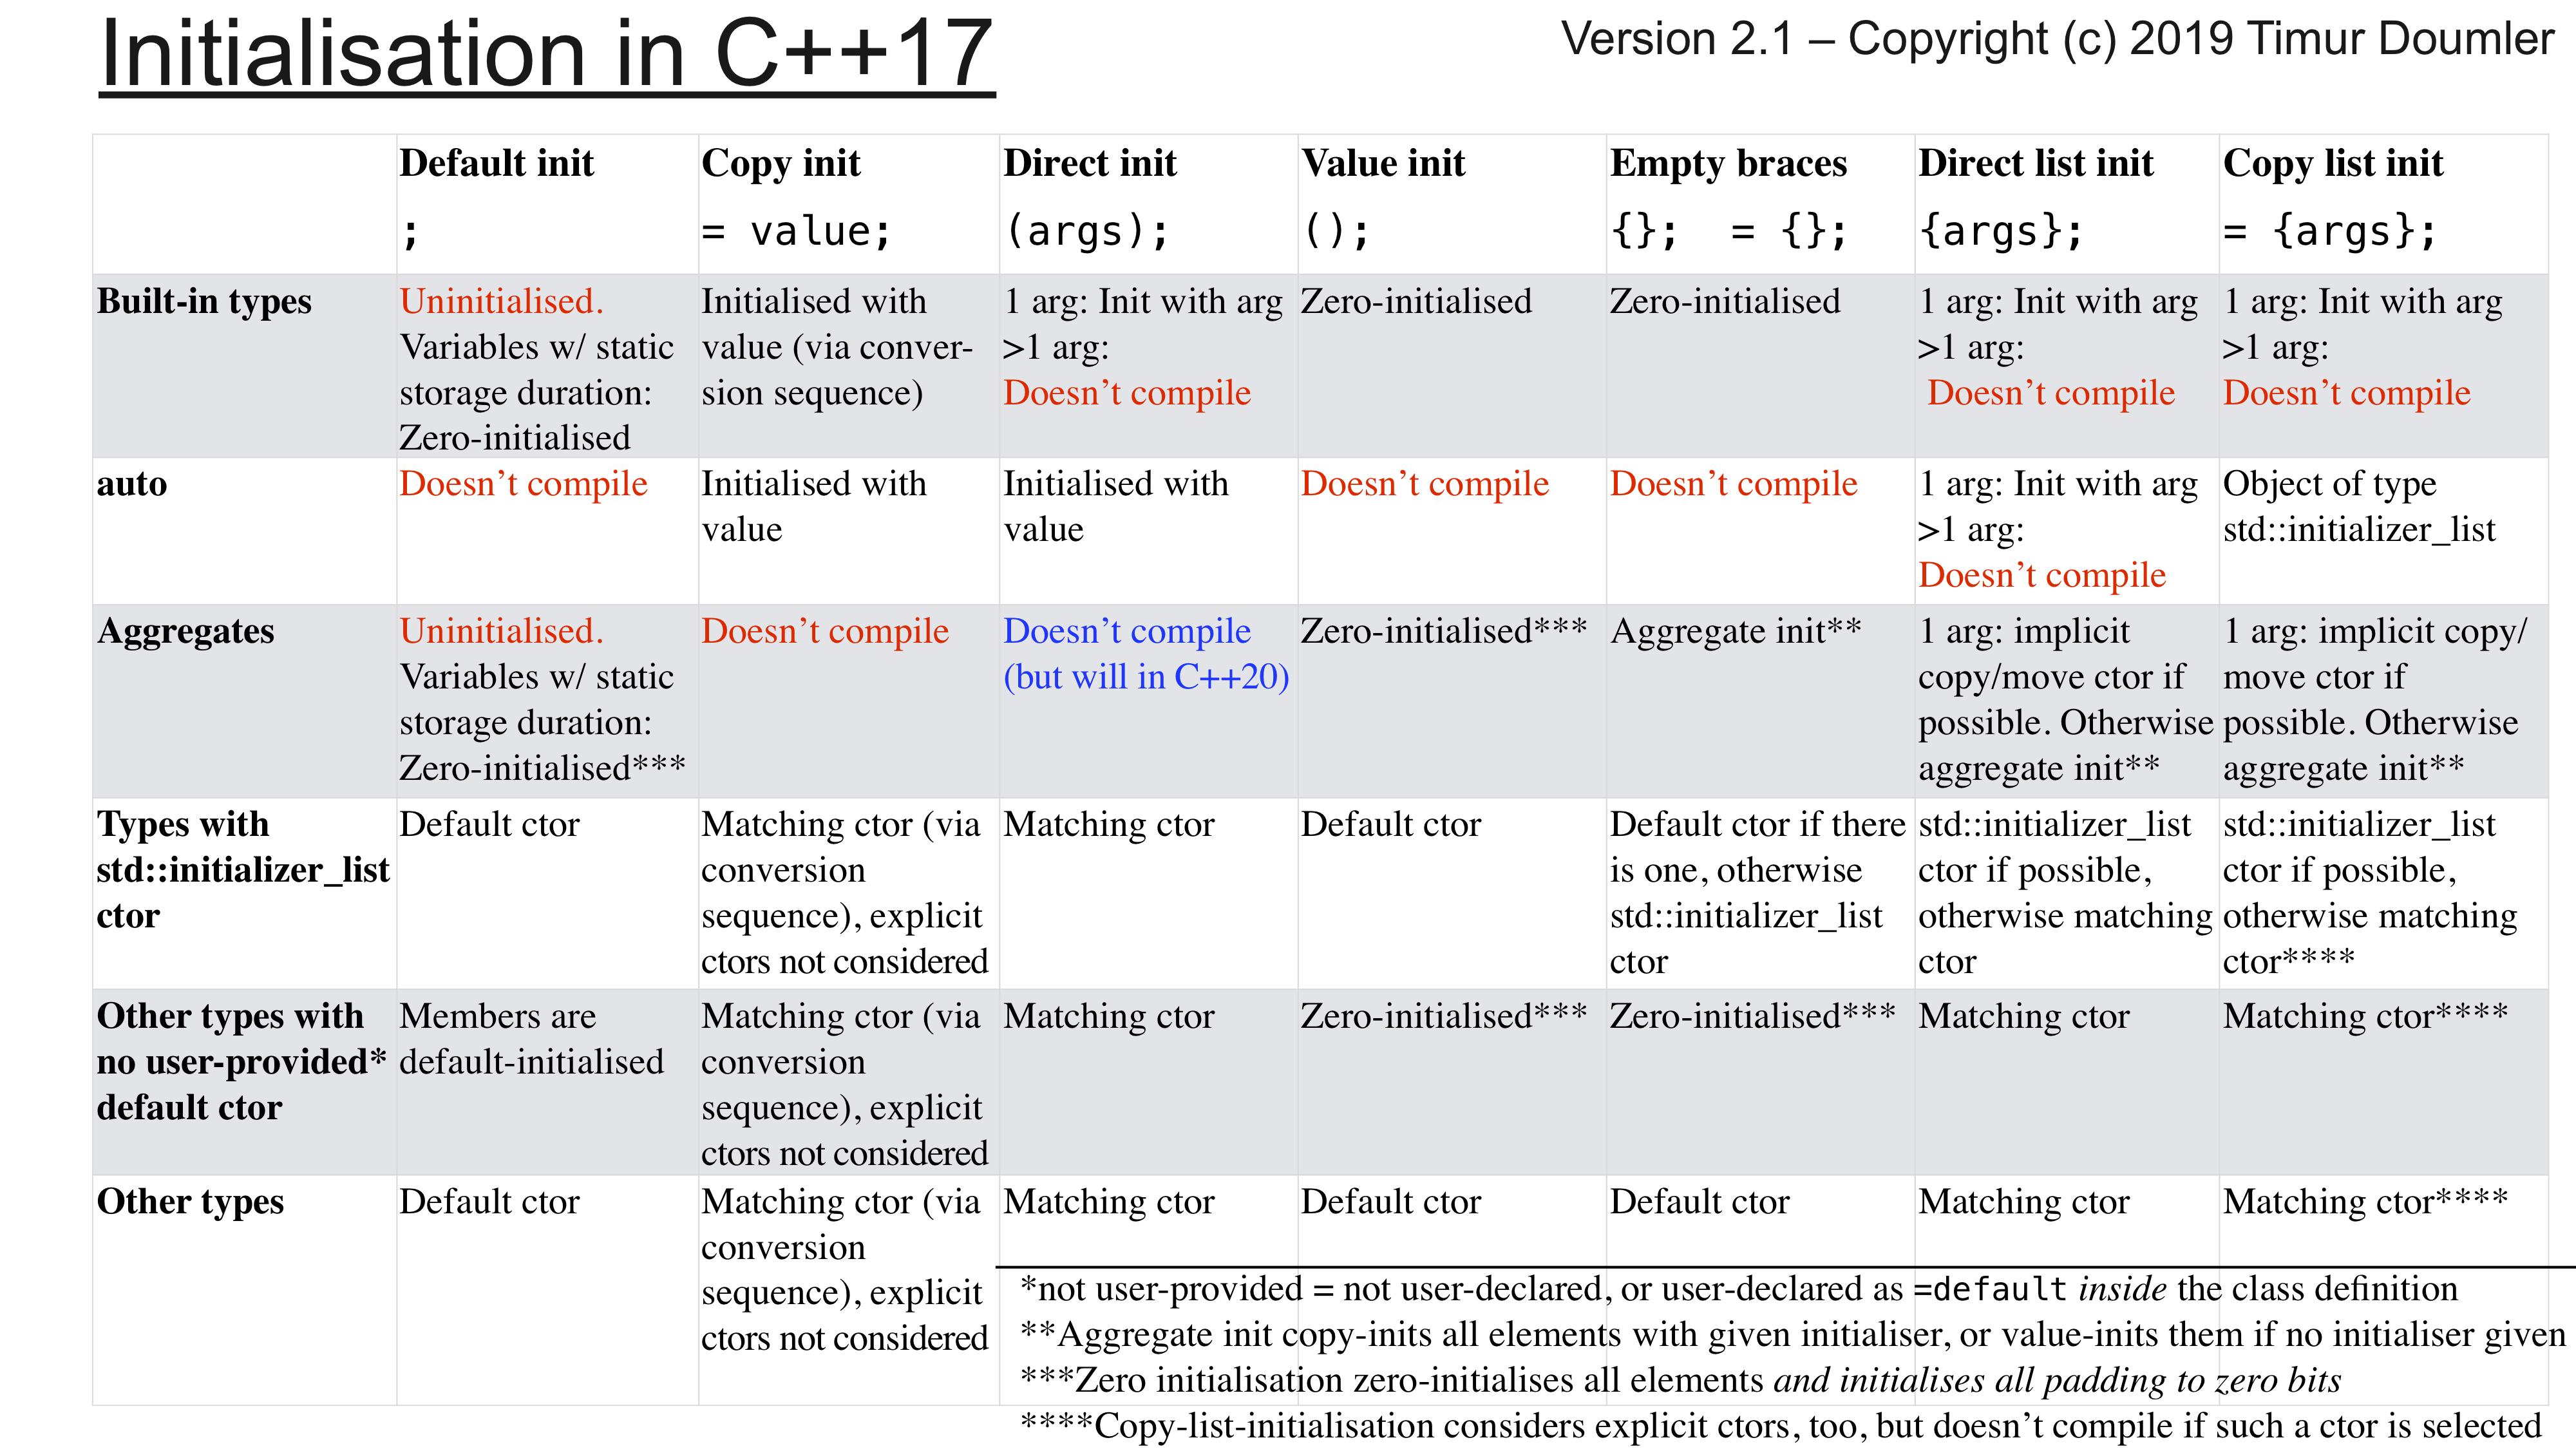 Initialisation in C++17
Version 2.1 – Copyright (c) 2019 Timur Doumler
Default init
;
Copy init
= value;
Direct init
(args);
Value init
();
Empty braces
{};  = {};
Direct list init
{args};
Copy list init
= {args};
Built-in types
Uninitialised.
Variables w/ static
storage duration:
Zero-initialised
Initialised with
value (via conver-
sion sequence)
1 arg: Init with arg
>1 arg:
Doesn’t compile
Zero-initialised
Zero-initialised
1 arg: Init with arg
>1 arg:
Doesn’t compile
1 arg: Init with arg
>1 arg:
Doesn’t compile
auto
Doesn’t compile
Initialised with
value
Initialised with
value
Doesn’t compile
Doesn’t compile
1 arg: Init with arg
>1 arg:
Doesn’t compile
Object of type
std::initializer_list
Aggregates
Uninitialised.
Variables w/ static
storage duration:
Zero-initialised***
Doesn’t compile
Doesn’t compile
(but will in C++20)
Zero-initialised***
Aggregate init**
1 arg: implicit
copy/move ctor if
possible. Otherwise
aggregate init**
1 arg: implicit copy/
move ctor if
possible. Otherwise
aggregate init**
Types with
std::initializer_list
ctor
Default ctor
Matching ctor (via
conversion
sequence), explicit
ctors not considered
Matching ctor
Default ctor
Default ctor if there
is one, otherwise
std::initializer_list
ctor
std::initializer_list
ctor if possible,
otherwise matching
ctor
std::initializer_list
ctor if possible,
otherwise matching
ctor****
Other types with
no user-provided*
default ctor
Members are
default-initialised
Matching ctor (via
conversion
sequence), explicit
ctors not considered
Matching ctor
Zero-initialised***
Zero-initialised***
Matching ctor
Matching ctor****
Other types
Default ctor
Matching ctor (via
conversion
sequence), explicit
ctors not considered
Matching ctor
Default ctor
Default ctor
Matching ctor
Matching ctor****
*not user-provided = not user-declared, or user-declared as =default inside the class definition
**Aggregate init copy-inits all elements with given initialiser, or value-inits them if no initialiser given
***Zero initialisation zero-initialises all elements and initialises all padding to zero bits
****Copy-list-initialisation considers explicit ctors, too, but doesn’t compile if such a ctor is selected